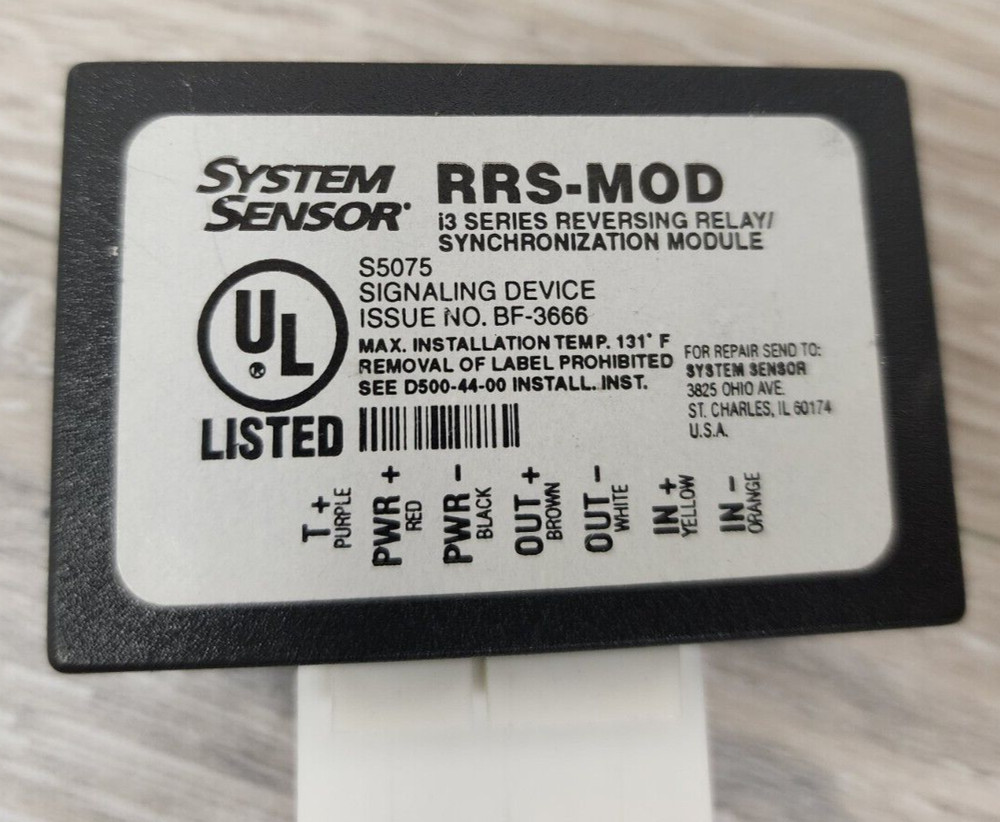 SYSTEM
SENSOR
RRS-MOD
i3 SERIES REVERSING RELAY/
SYNCHRONIZATION MODULE
S5075
SIGNALING DEVICE
ISSUE NO. BF-3666
MAX. INSTALLATION TEMP. 131° F
REMOVAL OF LABEL PROHIBITED
SEE D500-44-00 INSTALL. INST.
UL
®
LISTED
FOR REPAIR SEND TO:
SYSTEM SENSOR
3825 OHIO AVE.
ST. CHARLES, IL 60174
U.S.A.
T +
PURPLE
PWR +
RED
PWR -
BLACK
OUT +
BROWN
OUT -
WHITE
IN +
YELLOW
IN -
ORANGE